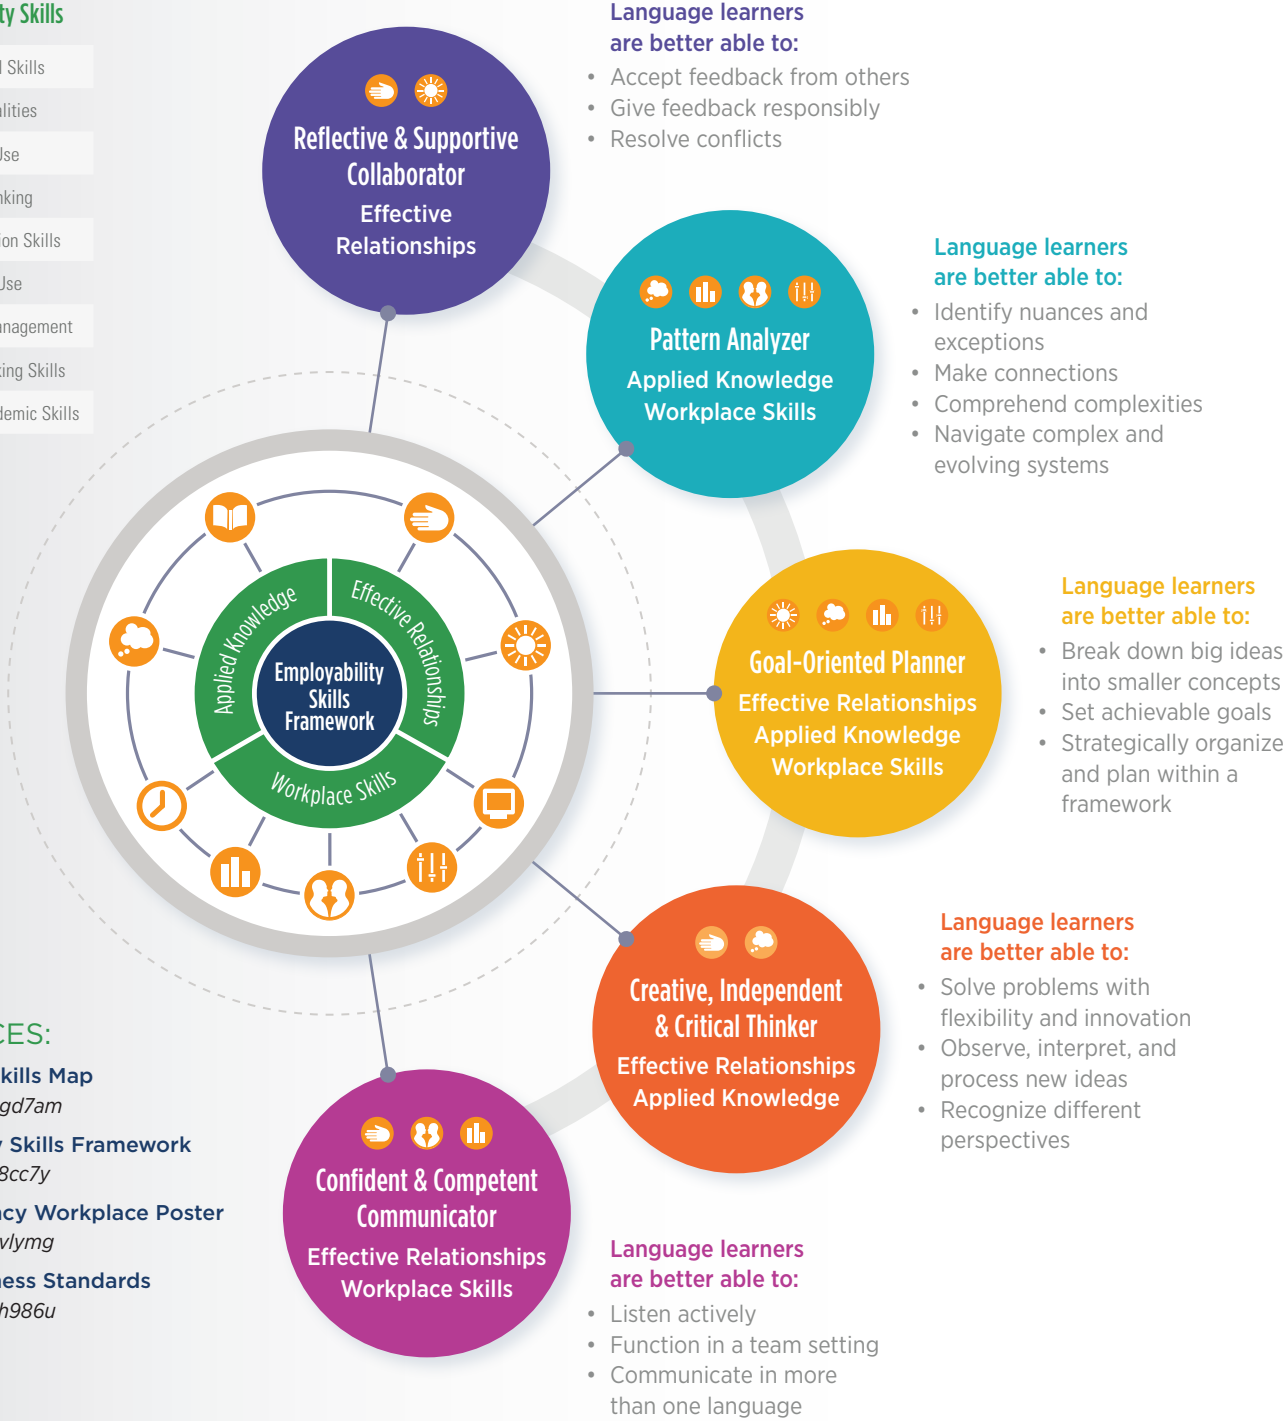 ty Skills
l Skills
lities
Use
nking
ion Skills
Use
anagement
king Skills
demic Skills
Language learners
are better able to:
• Accept feedback from others
• Give feedback responsibly
• Resolve conflicts
Reflective & Supportive
Collaborator
Effective
Relationships
Language learners
are better able to:
• Identify nuances and
exceptions
• Make connections
• Comprehend complexities
• Navigate complex and
evolving systems
Pattern Analyzer
Applied Knowledge
Workplace Skills
Applied Knowledge
Effective Relationships
Workplace Skills
Employability
Skills
Framework
Language learners
are better able to:
• Break down big ideas
into smaller concepts
• Set achievable goals
• Strategically organize
and plan within a
framework
Goal-Oriented Planner
Effective Relationships
Applied Knowledge
Workplace Skills
Language learners
are better able to:
• Solve problems with
flexibility and innovation
• Observe, interpret, and
process new ideas
• Recognize different
perspectives
Creative, Independent
& Critical Thinker
Effective Relationships
Applied Knowledge
CES:
kills Map
gd7am
y Skills Framework
8cc7y
acy Workplace Poster
vlymg
ness Standards
h986u
Confident & Competent
Communicator
Effective Relationships
Workplace Skills
Language learners
are better able to:
• Listen actively
• Function in a team setting
• Communicate in more
than one language